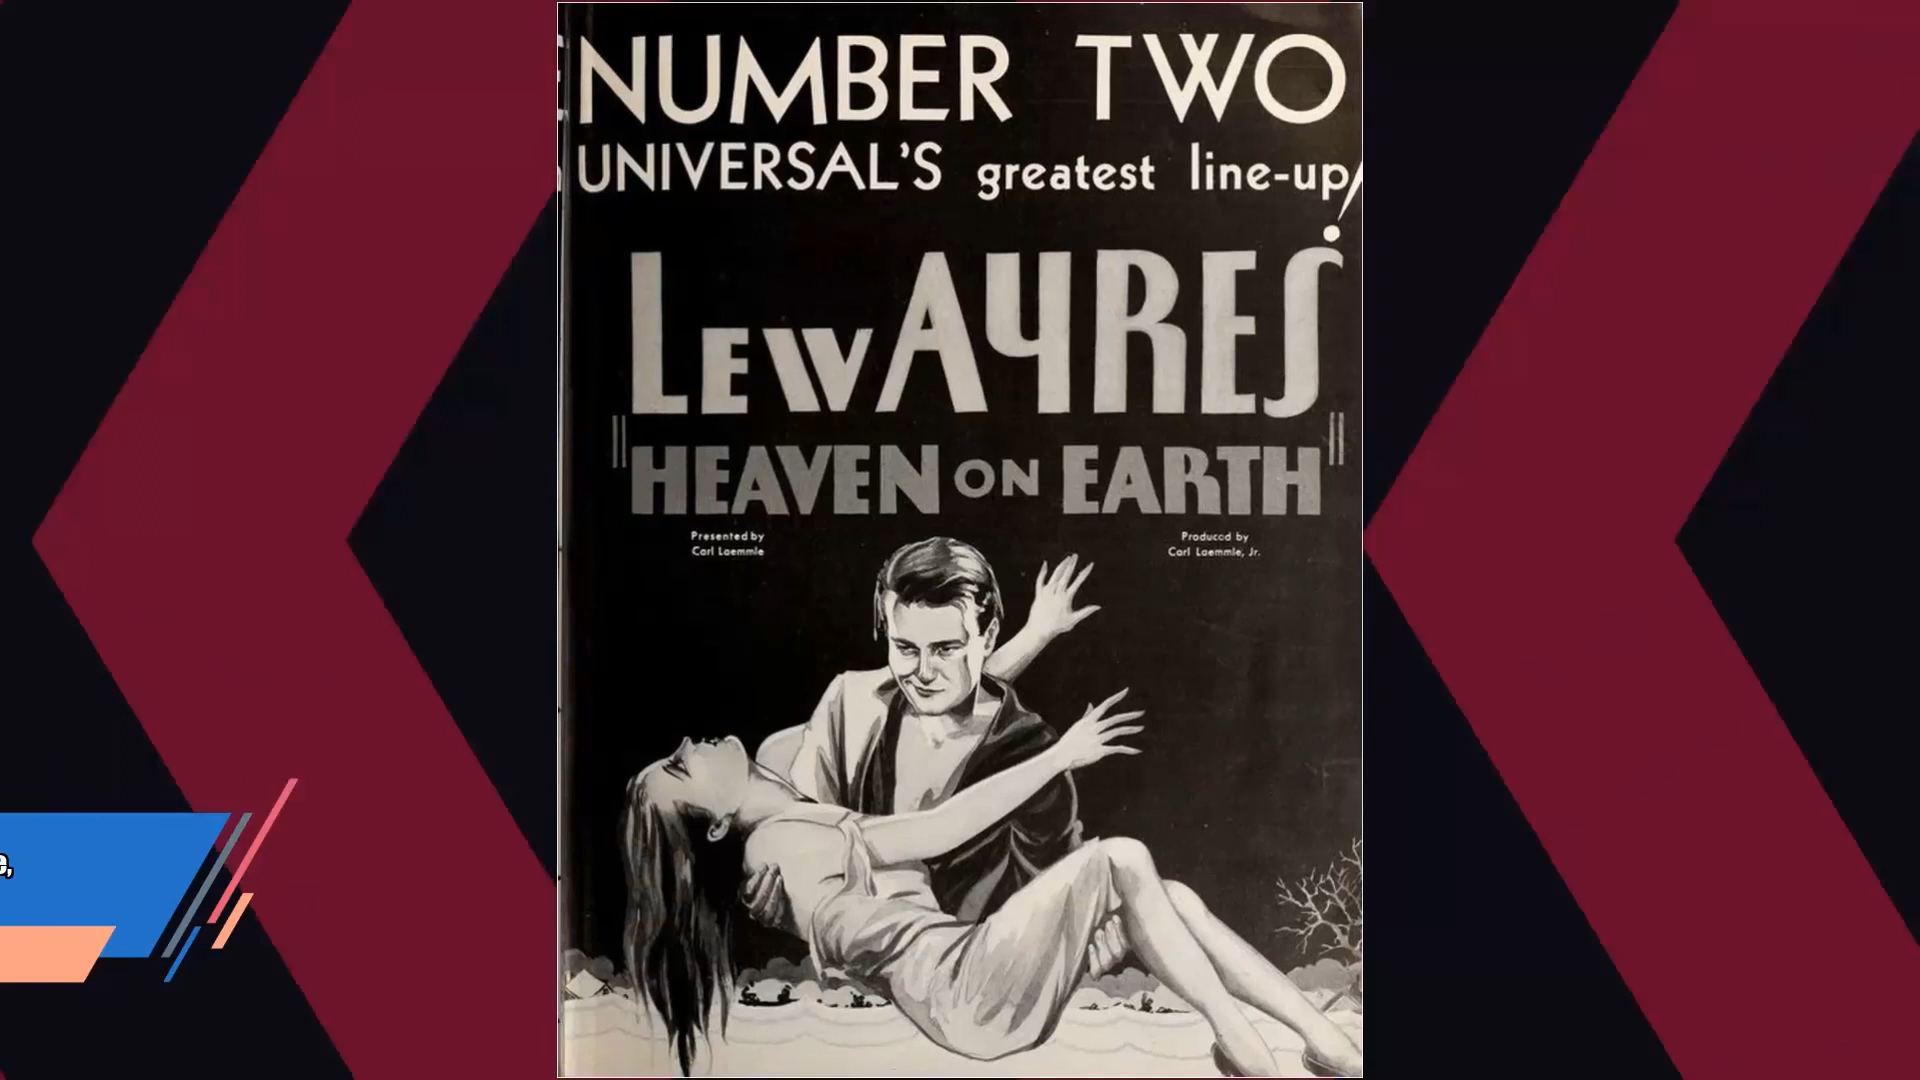 NUMBER TWO
UNIVERSAL'S greatest line-up!
LEW AYRES
"HEAVEN ON EARTH"
Presented by
Carl Laemmle
Produced by
Carl Laemmle, Jr.